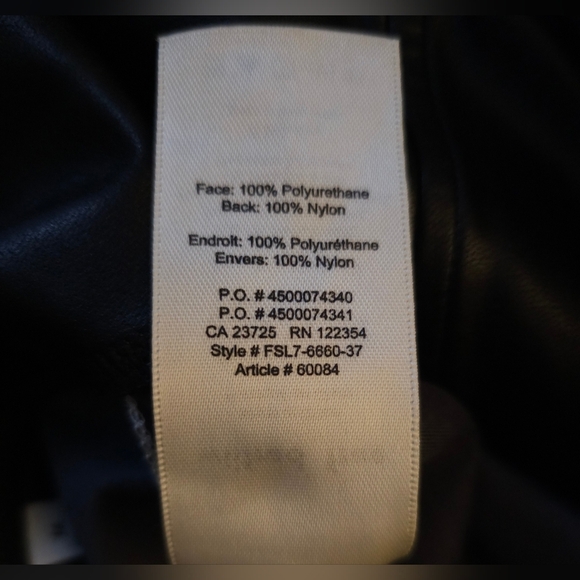 Face: 100% Polyurethane
Back: 100% Nylon
Endroit: 100% Polyuréthane
Envers: 100% Nylon
P.O. # 4500074340
P.O. # 4500074341
CA 23725 RN 122354
Style # FSL7-6660-37
Article # 60084